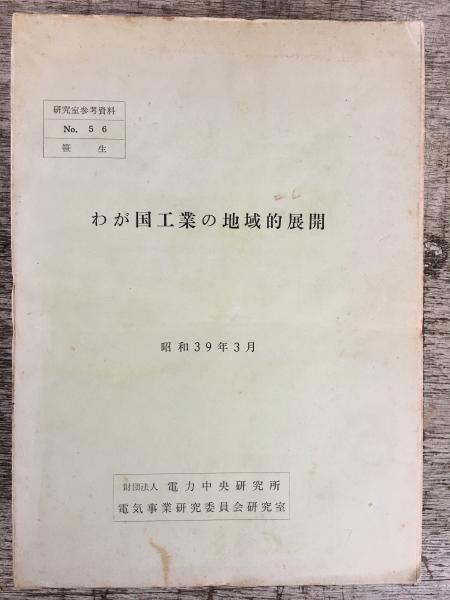 研究室参考資料
No. 56
笹生
わが国工業の地域的展開
昭和39年3月
財団法人 電力中央研究所
電気事業研究委員会研究室